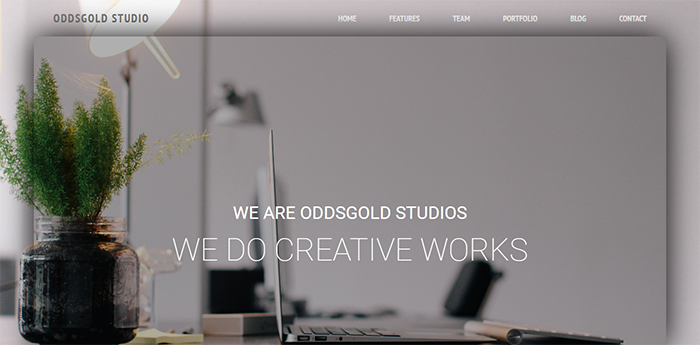 ODDSGOLD STUDIO
HOME FEATURES TEAM PORTFOLIO BLOG CONTACT
WE ARE ODDSGOLD STUDIOS
WE DO CREATIVE WORKS